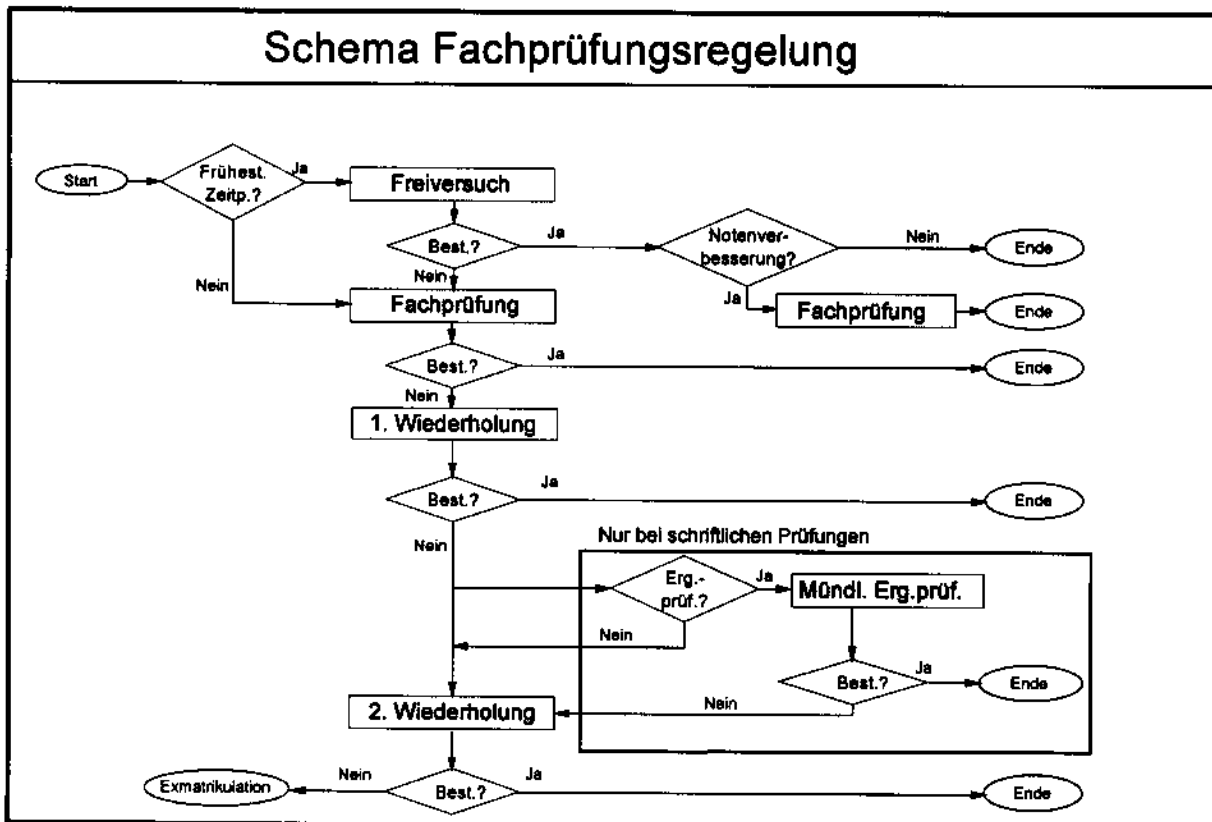 Schema Fachprüfungsregelung
Start
Frühest.
Zeitp.?
Ja
Freiversuch
Best.?
Ja
Notenver-
besserung?
Nein
Ende
Nein
Nein
Ja
Fachprüfung
Fachprüfung
Ende
Best.?
Ja
Ende
Nein
1. Wiederholung
Best.?
Ja
Ende
Nein
Nur bei schriftlichen Prüfungen
Erg.-
prüf.?
Ja
Mündl. Erg.prüf.
Nein
Best.?
Ja
Ende
Nein
2. Wiederholung
Exmatrikulation
Nein
Best.?
Ja
Ende